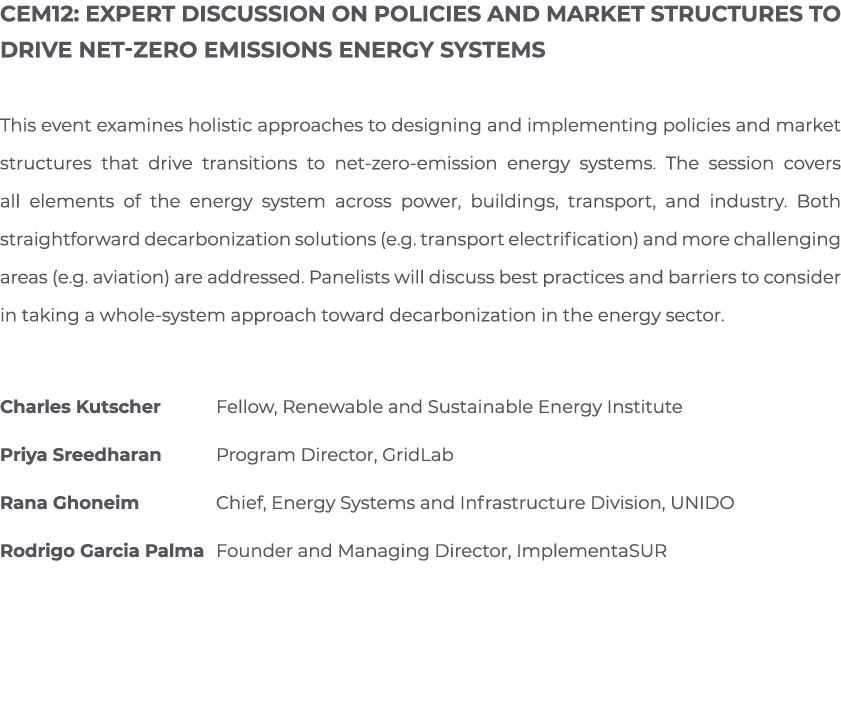 CEM12: EXPERT DISCUSSION ON POLICIES AND MARKET STRUCTURES TO
DRIVE NET-ZERO EMISSIONS ENERGY SYSTEMS
This event examines holistic approaches to designing and implementing policies and market
structures that drive transitions to net-zero-emission energy systems. The session covers
all elements of the energy system across power, buildings, transport, and industry. Both
straightforward decarbonization solutions (e.g. transport electrification) and more challenging
areas (e.g. aviation) are addressed. Panelists will discuss best practices and barriers to consider
in taking a whole-system approach toward decarbonization in the energy sector.
Charles Kutscher Fellow, Renewable and Sustainable Energy Institute
Priya Sreedharan Program Director, GridLab
Rana Ghoneim Chief, Energy Systems and Infrastructure Division, UNIDO
Rodrigo Garcia Palma Founder and Managing Director, ImplementaSUR